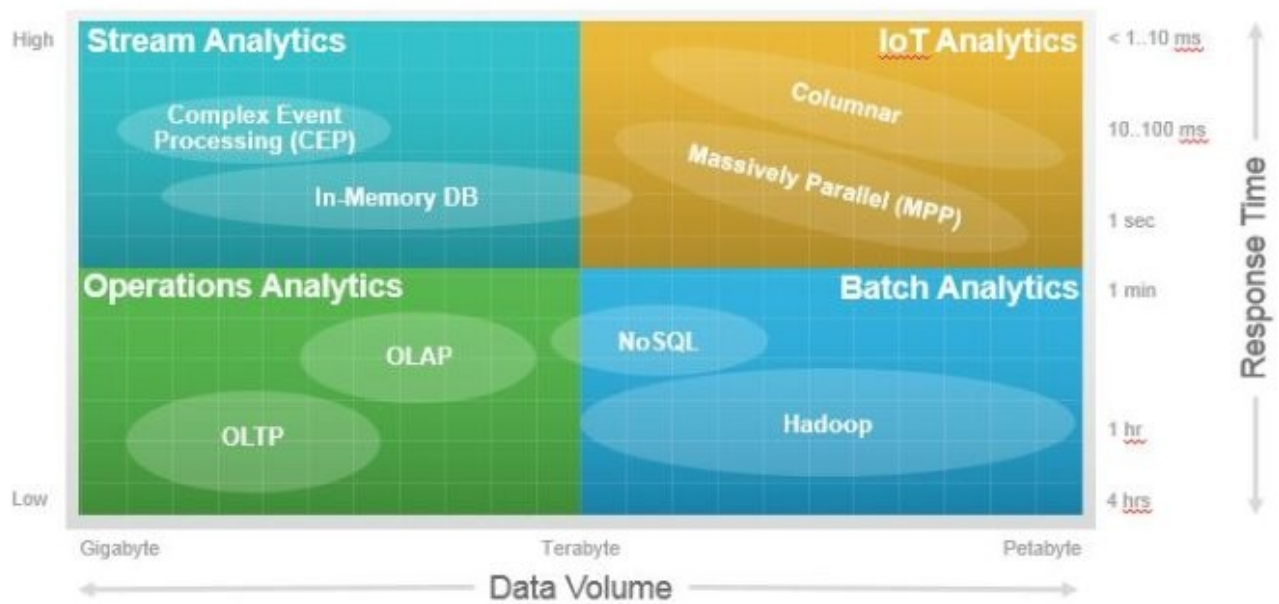 High
Stream Analytics
IoT Analytics
< 1..10 ms
Columnar
Complex Event
Processing (CEP)
10..100 ms
Massively Parallel (MPP)
In-Memory DB
1 sec
Operations Analytics
Batch Analytics
1 min
NoSQL
OLAP
Hadoop
OLTP
1 hr
Low
4 hrs
Response Time
Gigabyte
Terabyte
Petabyte
Data Volume